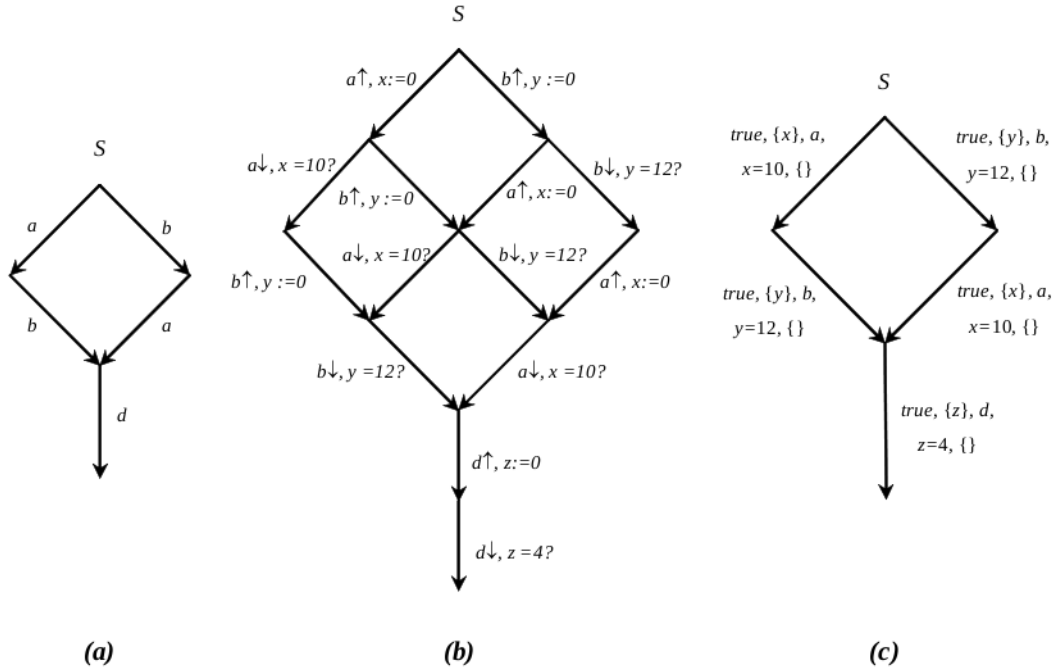 S
a
b
b
a
d
(a)
S
a↑, x:=0
b↑, y :=0
a↓, x =10?
b↑, y :=0
a↑, x:=0
b↓, y =12?
b↑, y :=0
a↓, x =10?
b↓, y =12?
a↑, x:=0
b↓, y =12?
a↓, x =10?
d↑, z:=0
d↓, z =4?
(b)
S
true, {x}, a,
x=10, {}
true, {y}, b,
y=12, {}
true, {y}, b,
y=12, {}
true, {x}, a,
x=10, {}
true, {z}, d,
z=4, {}
(c)